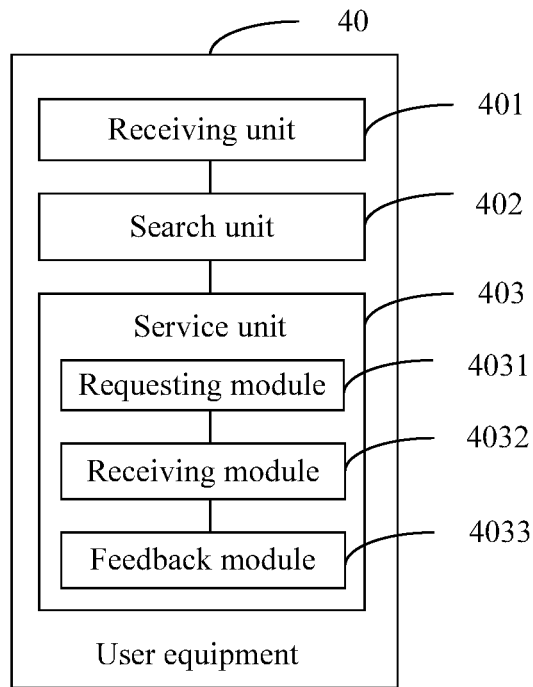 40
Receiving unit
401
Search unit
402
Service unit
403
Requesting module
4031
Receiving module
4032
Feedback module
4033
User equipment